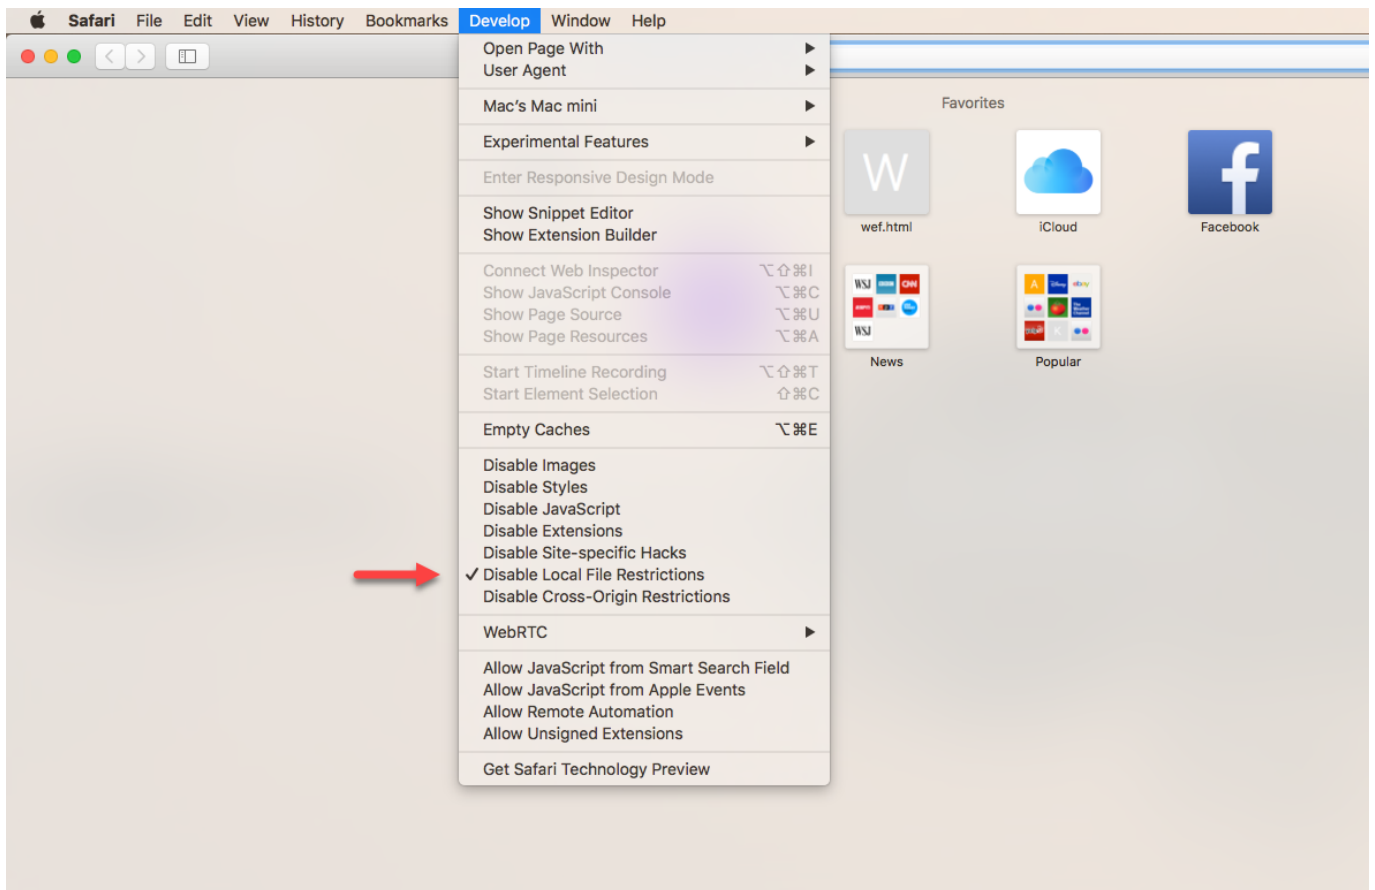 Safari File Edit View History Bookmarks Develop Window Help
Open Page With
User Agent
Mac's Mac mini
Experimental Features
Enter Responsive Design Mode
Show Snippet Editor
Show Extension Builder
Connect Web Inspector ⌥⇧⌘I
Show JavaScript Console ⌥⌘C
Show Page Source ⌥⌘U
Show Page Resources ⌥⌘A
Start Timeline Recording ⌥⇧⌘T
Start Element Selection ⇧⌘C
Empty Caches ⌥⌘E
Disable Images
Disable Styles
Disable JavaScript
Disable Extensions
Disable Site-specific Hacks
✓ Disable Local File Restrictions
Disable Cross-Origin Restrictions
WebRTC
Allow JavaScript from Smart Search Field
Allow JavaScript from Apple Events
Allow Remote Automation
Allow Unsigned Extensions
Get Safari Technology Preview
Favorites
W
f
wef.html iCloud Facebook
WSJ CNN
WSJ
A Disney ebay
K
News Popular